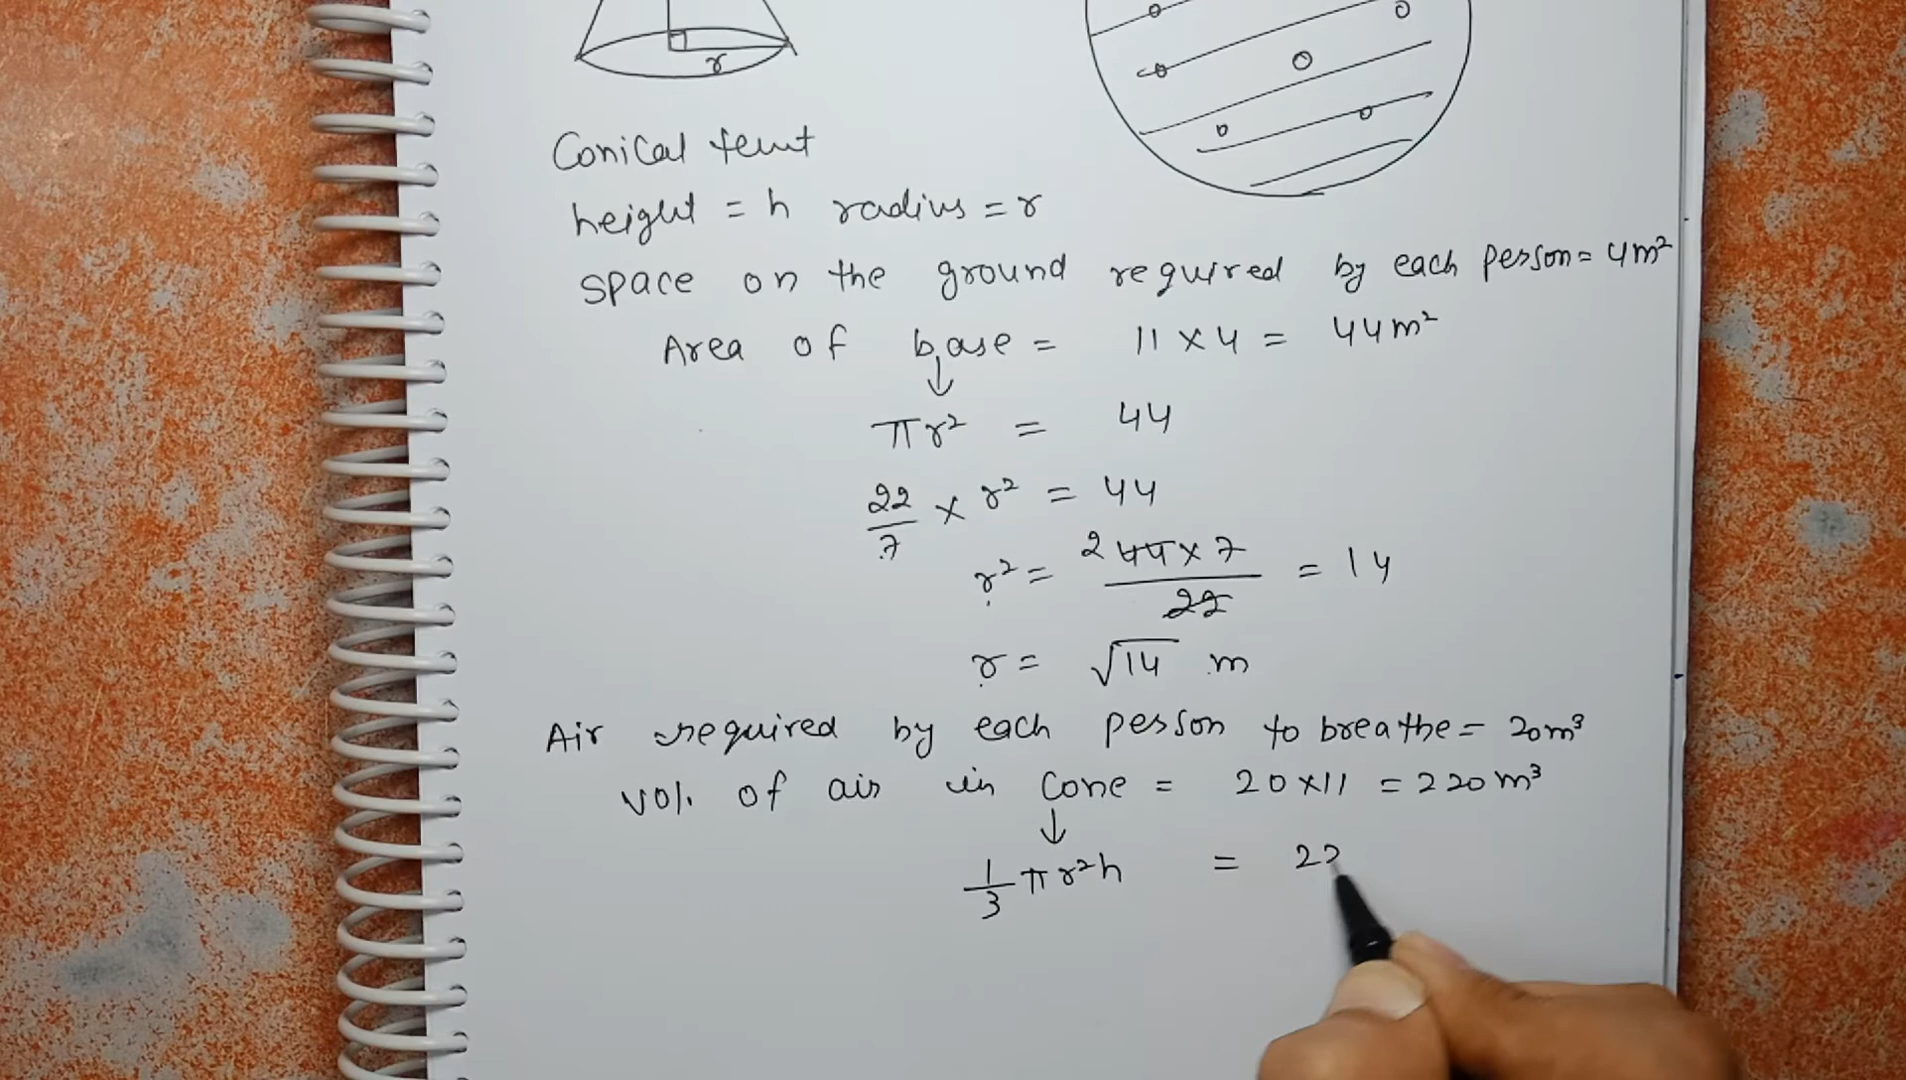 r
Conical tent
height = h radius = r
space on the ground required by each person = 4m²
Area of base = 11 × 4 = 44m²
↓
πr² = 44
22/7 × r² = 44
r² = 2 44×7/22 = 14
r = √14 m
Air required by each person to breathe = 20m³
vol. of air in cone = 20×11 = 220m³
↓
1/3 πr²h = 22